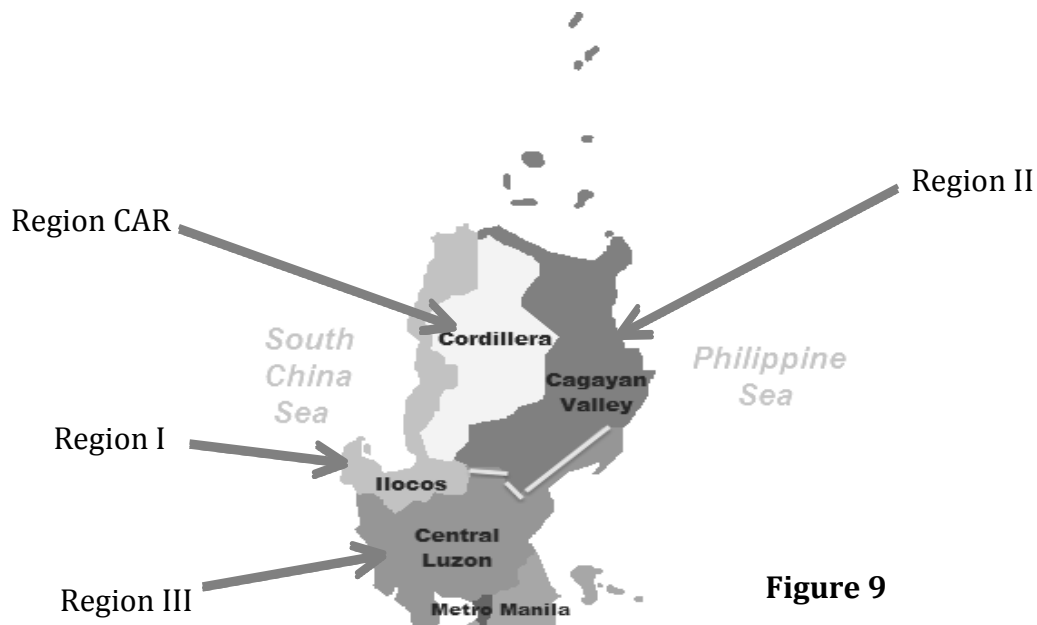 Region II
Region CAR
South
China
Sea
Cordillera
Philippine
Sea
Cagayan
Valley
Region I
Ilocos
Central
Luzon
Region III
Metro Manila
Figure 9